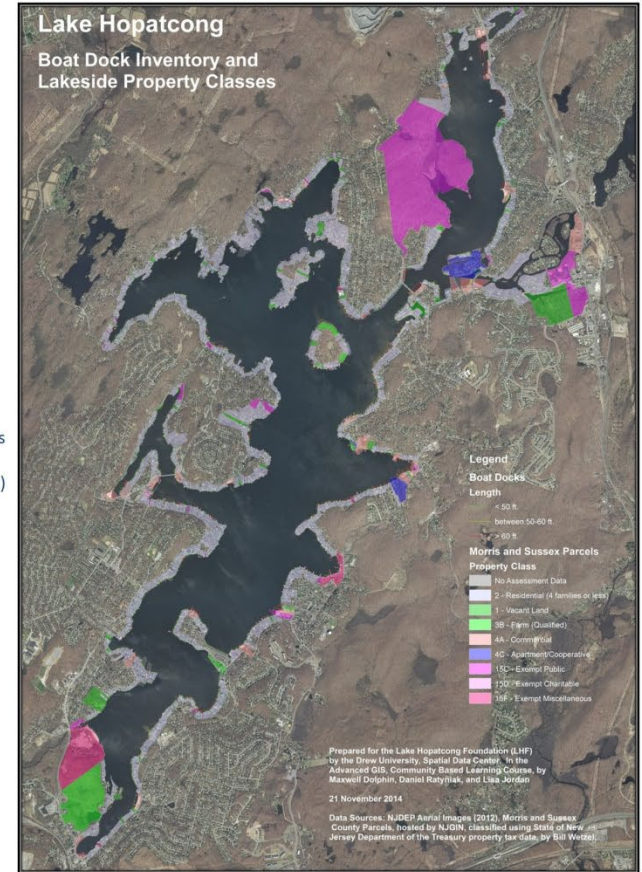 Lake Hopatcong
Boat Dock Inventory and
Lakeside Property Classes
s
)
Legend
Boat Docks
Length
< 50 ft.
between 50-60 ft.
> 60 ft.
Morris and Sussex Parcels
Property Class
No Assessment Data
2 - Residential (4 families or less)
1 - Vacant Land
3B - Farm (Qualified)
4A - Commercial
4C - Apartment/Cooperative
15C - Exempt Public
15D - Exempt Charitable
15F - Exempt Miscellaneous
Prepared for the Lake Hopatcong Foundation (LHF)
by the Drew University, Spatial Data Center in the
Advanced GIS, Community Based Learning Course, by
Maxwell Dolphin, Daniel Ratyniak, and Lisa Jordan
21 November 2014
Data Sources: NJDEP Aerial Images (2012), Morris and Sussex
County Parcels, hosted by NJGIN, classified using State of New
Jersey Department of the Treasury property tax data, by Bill Wetzel.